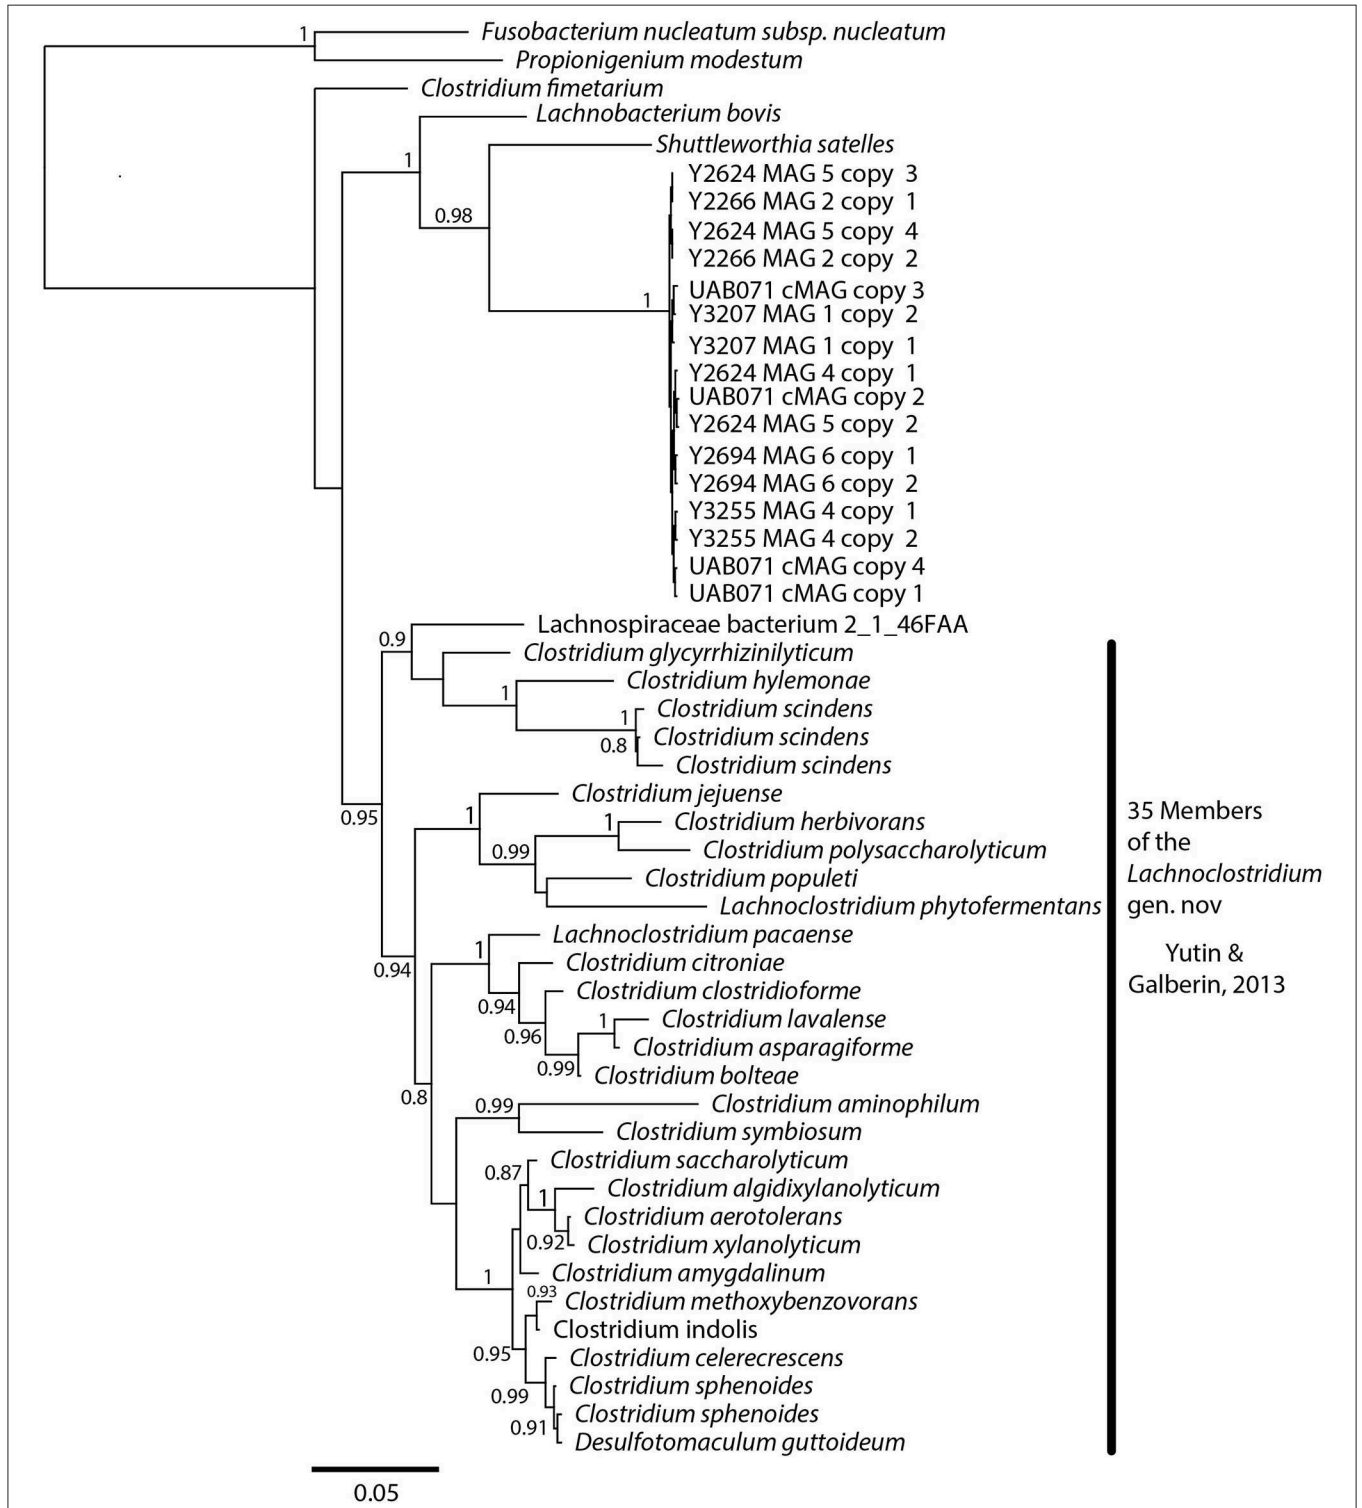 1
Fusobacterium nucleatum subsp. nucleatum
Propionigenium modestum
Clostridium fimetarium
Lachnobacterium bovis
1
Shuttleworthia satelles
Y2624 MAG 5 copy 3
Y2266 MAG 2 copy 1
0.98
Y2624 MAG 5 copy 4
Y2266 MAG 2 copy 2
UAB071 cMAG copy 3
1
Y3207 MAG 1 copy 2
Y3207 MAG 1 copy 1
Y2624 MAG 4 copy 1
UAB071 cMAG copy 2
Y2624 MAG 5 copy 2
Y2694 MAG 6 copy 1
Y2694 MAG 6 copy 2
Y3255 MAG 4 copy 1
Y3255 MAG 4 copy 2
UAB071 cMAG copy 4
UAB071 cMAG copy 1
Lachnospiraceae bacterium 2_1_46FAA
0.9
Clostridium glycyrrhizinilyticum
Clostridium hylemonae
1
Clostridium scindens
1
Clostridium scindens
0.8
Clostridium scindens
Clostridium jejuense
0.95
1
Clostridium herbivorans
1
Clostridium polysaccharolyticum
0.99
Clostridium populeti
Lachnoclostridium phytofermentans
Lachnoclostridium pacaense
1
Clostridium citroniae
0.94
Clostridium clostridioforme
0.94
Clostridium lavalense
1
0.96
Clostridium asparagiforme
0.99
Clostridium bolteae
0.8
0.99
Clostridium aminophilum
Clostridium symbiosum
Clostridium saccharolyticum
0.87
Clostridium algidixylanolyticum
1
Clostridium aerotolerans
0.92
Clostridium xylanolyticum
Clostridium amygdalinum
1
0.93
Clostridium methoxybenzovorans
Clostridium indolis
0.95
Clostridium celerecrescens
Clostridium sphenoides
0.99
Clostridium sphenoides
0.91
Desulfotomaculum guttoideum
35 Members
of the
Lachnoclostridium
gen. nov
Yutin &
Galberin, 2013
0.05